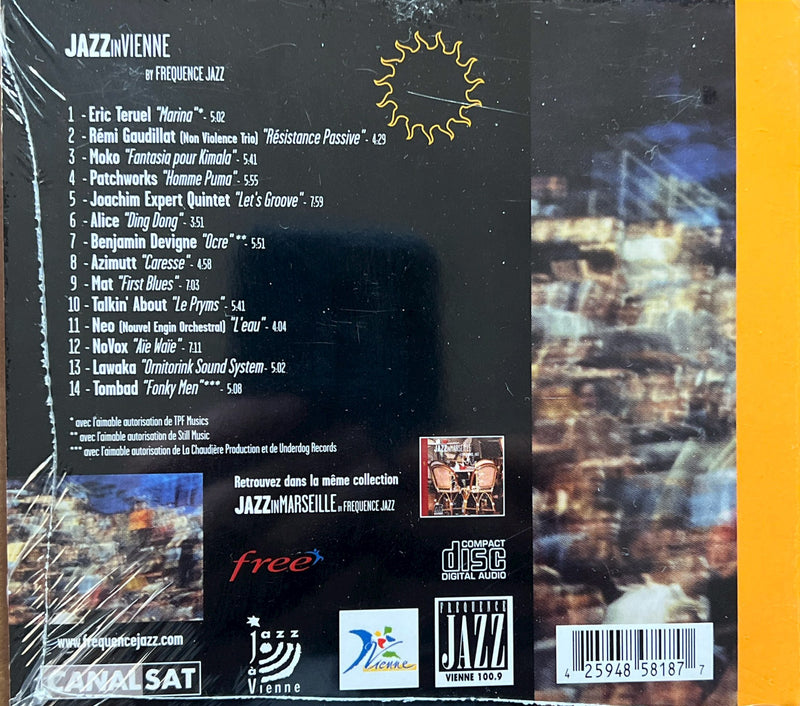 JAZZINVIENNE
BY FREQUENCE JAZZ
1 - Eric Teruel "Marina"* - 5:02
2 - Rémi Gaudillat (Non Violence Trio) "Résistance Passive" - 4:29
3 - Moko "Fantasia pour Kimala" - 5:41
4 - Patchworks "Homme Puma" - 5:55
5 - Joachim Expert Quintet "Let's Groove" - 7:59
6 - Alice "Ding Dong" - 3:51
7 - Benjamin Devigne "Ocre" ** - 5:51
8 - Azimutt "Caresse" - 4:58
9 - Mat "First Blues" - 7:03
10 - Talkin' About "Le Pryms" - 5:41
11 - Neo (Nouvel Engin Orchestral) "L'eau" - 4:04
12 - NoVox "Aïe Waïe" - 7:11
13 - Lawaka "Ornitorink Sound System - 5:02
14 - Tombad "Fonky Men"*** - 5:08
* avec l'aimable autorisation de TPF Musics
** avec l'aimable autorisation de Still Music
*** avec l'aimable autorisation de La Chaudière Production et de Underdog Records
Retrouvez dans la même collection
JAZZINMARSEILLE BY FREQUENCE JAZZ
JAZZINMARSEILLE
free
COMPACT
disc
DIGITAL AUDIO
www.frequencejazz.com
CANALSAT
Jazz
à
Vienne
Vienne
FREQUENCE
JAZZ
VIENNE 100.9
4 25948 58187 7